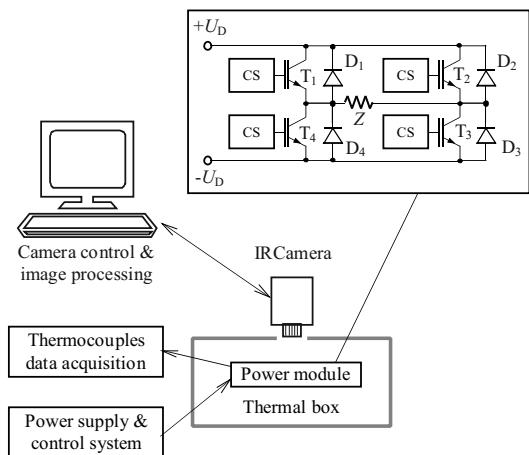 +U_D
CS T_1 D_1 CS T_2 D_2
Z
CS T_4 D_4 CS T_3 D_3
-U_D
Camera control &
image processing
IRCamera
Thermocouples
data acquisition
Power module
Thermal box
Power supply &
control system